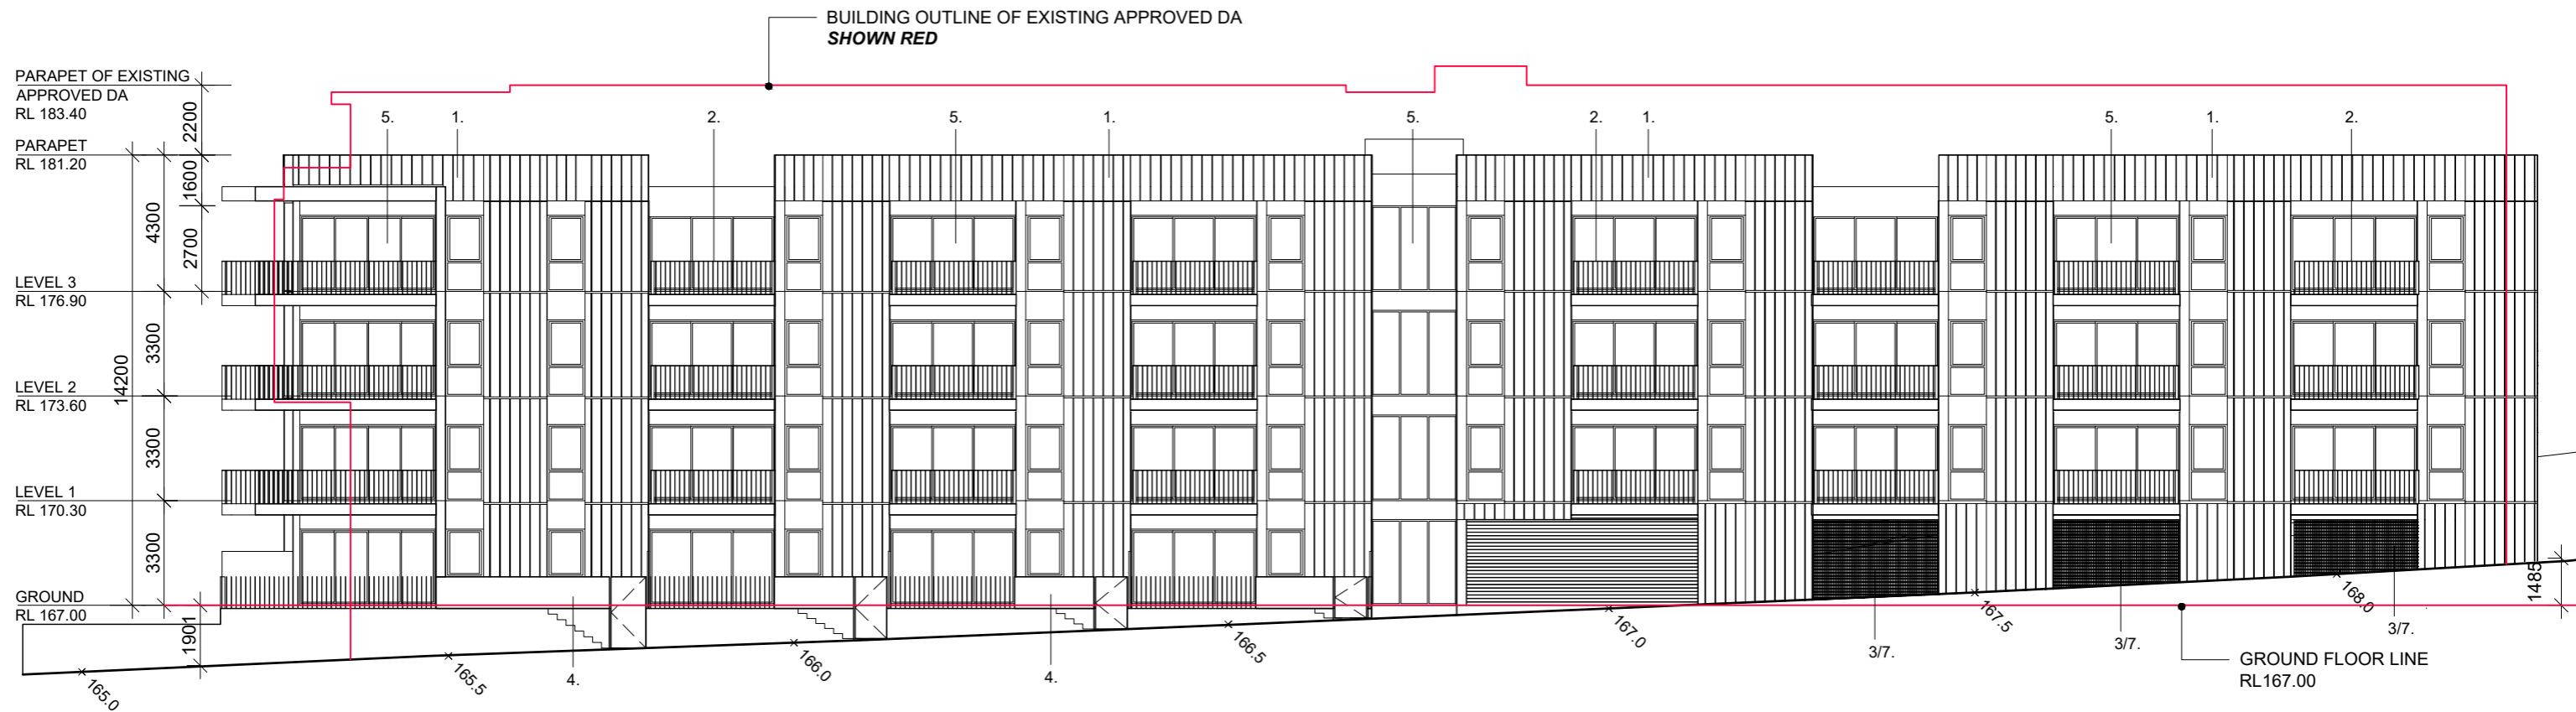 BUILDING OUTLINE OF EXISTING APPROVED DA
SHOWN RED
PARAPET OF EXISTING
APPROVED DA
RL 183.40
2200
PARAPET
RL 181.20
5.
1.
2.
5.
1.
5.
2.
1.
5.
1.
2.
1600
4300
2700
LEVEL 3
RL 176.90
3300
14200
LEVEL 2
RL 173.60
3300
LEVEL 1
RL 170.30
3300
GROUND
RL 167.00
1901
1485
165.0
165.5
166.0
166.5
167.0
167.5
168.0
4.
4.
3/7.
3/7.
3/7.
GROUND FLOOR LINE
RL167.00